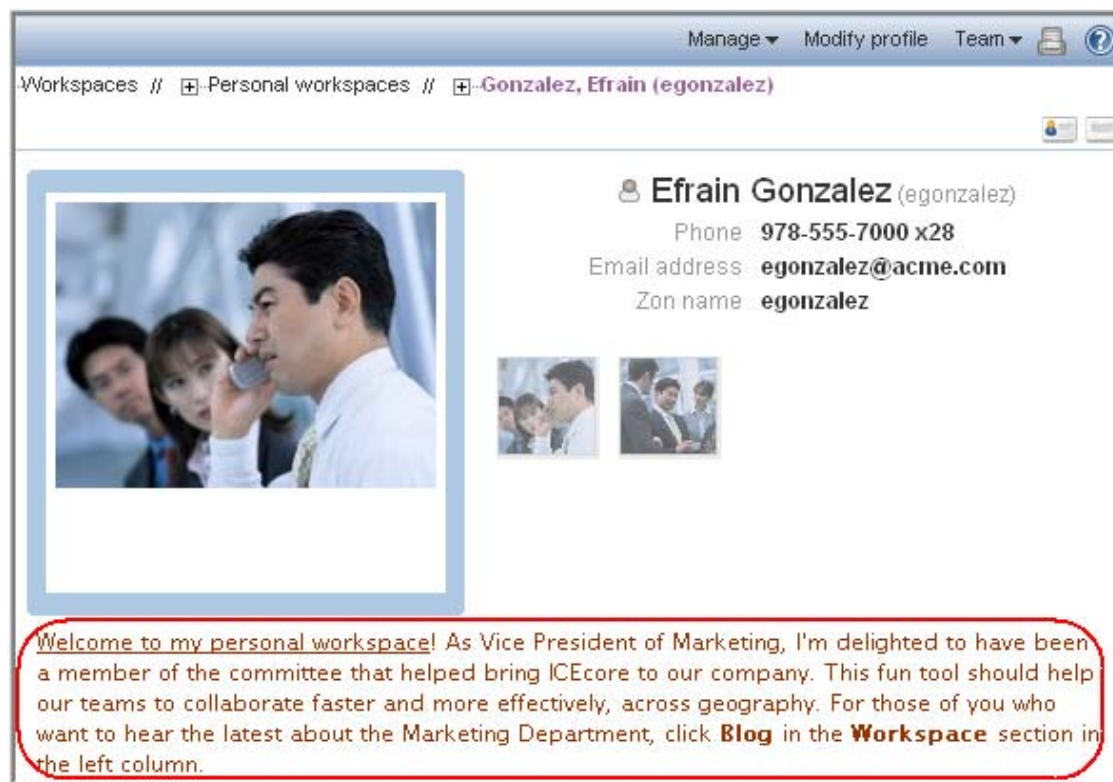 Manage Modify profile Team
Workspaces // Personal workspaces // Gonzalez, Efrain (egonzalez)
Efrain Gonzalez (egonzalez)
Phone 978-555-7000 x28
Email address egonzalez@acme.com
Zon name egonzalez
Welcome to my personal workspace! As Vice President of Marketing, I'm delighted to have been
a member of the committee that helped bring ICEcore to our company. This fun tool should help
our teams to collaborate faster and more effectively, across geography. For those of you who
want to hear the latest about the Marketing Department, click Blog in the Workspace section in
the left column.